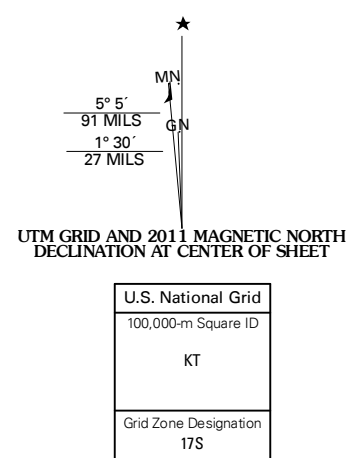 ★
MN
5° 5´
91 MILS
GN
1° 30´
27 MILS
UTM GRID AND 2011 MAGNETIC NORTH
DECLINATION AT CENTER OF SHEET
U.S. National Grid
100,000-m Square ID
KT
Grid Zone Designation
17S